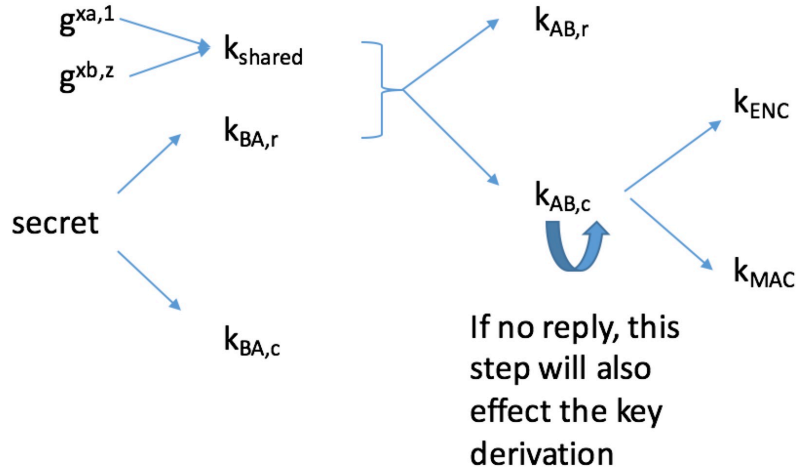 g^xa,1
g^xb,z
k_shared
k_BA,r
secret
k_BA,c
k_AB,r
k_AB,c
k_ENC
k_MAC
If no reply, this
step will also
effect the key
derivation